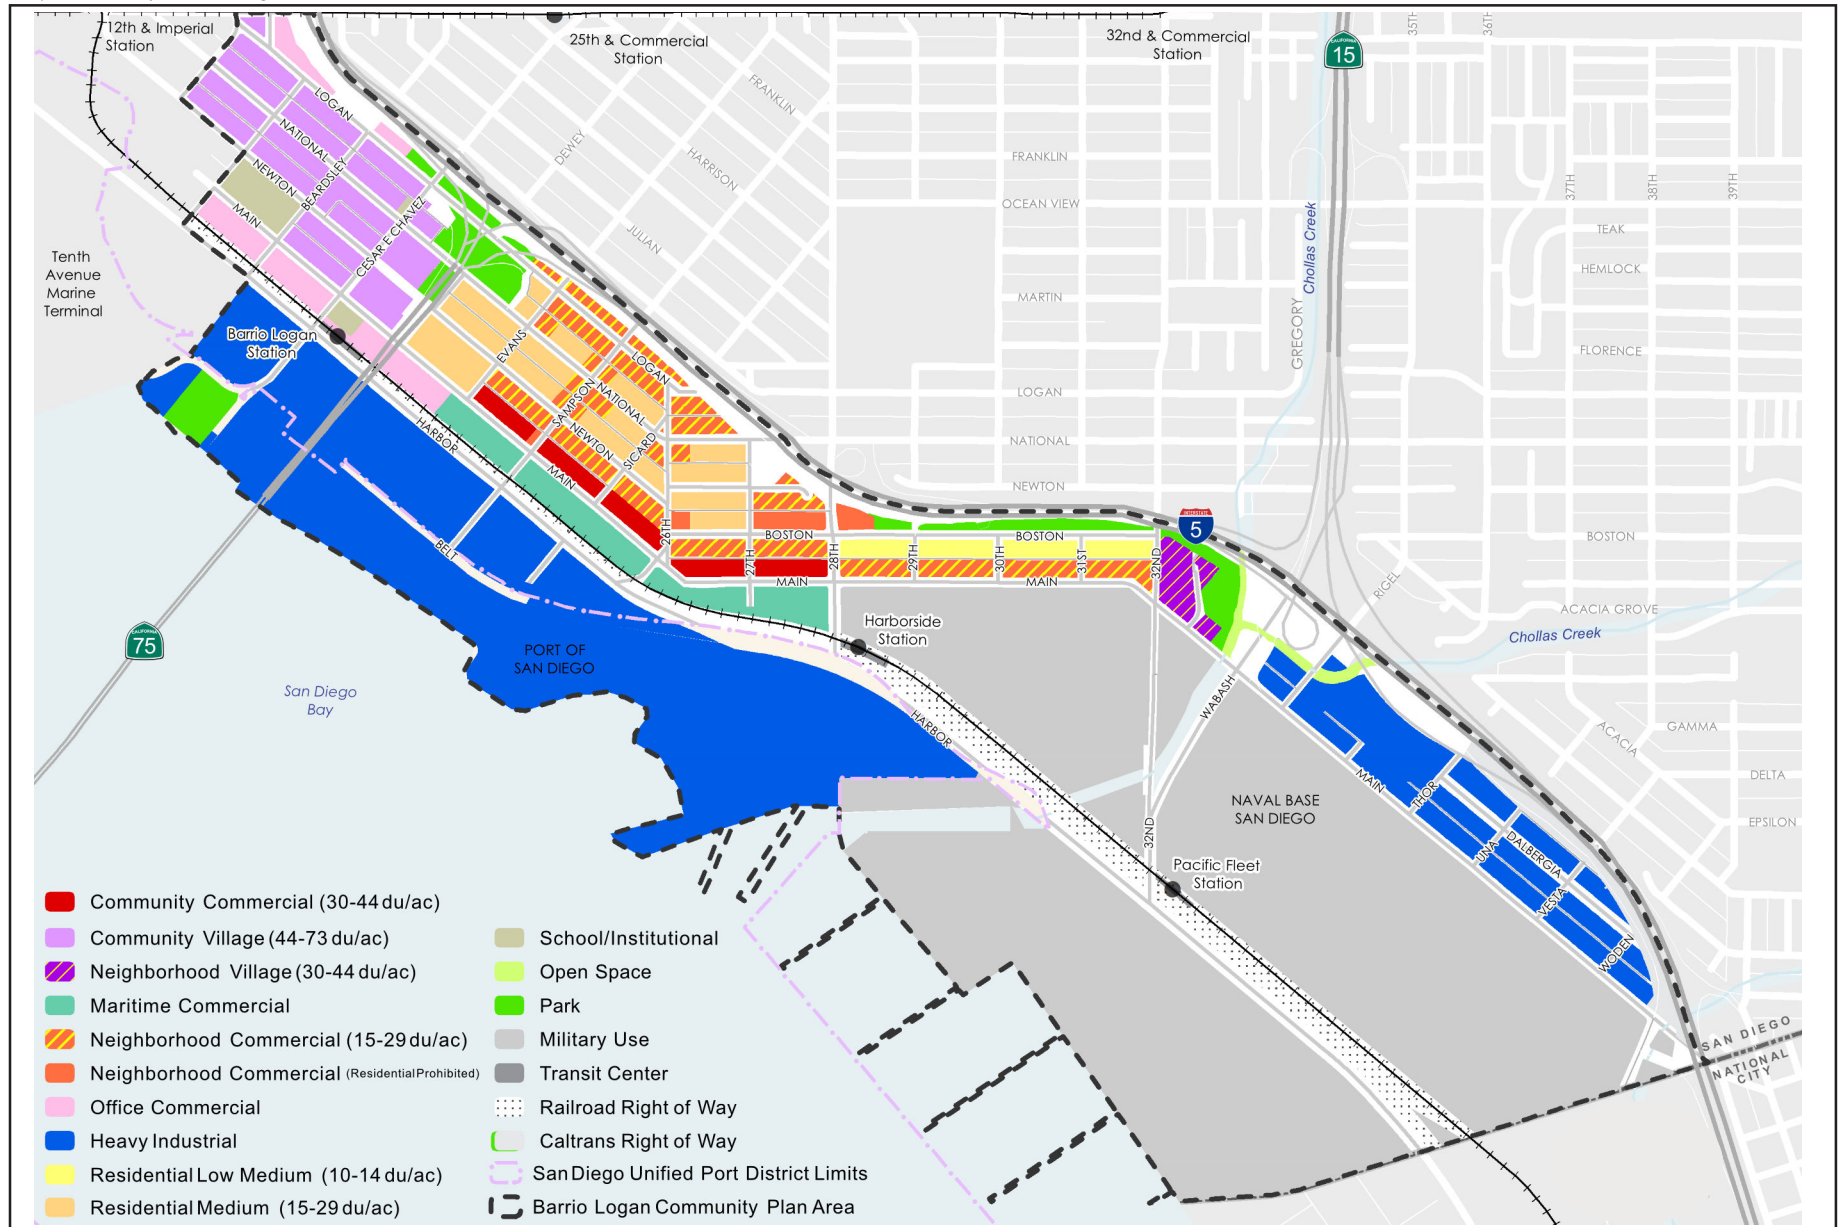 12th & Imperial
Station
25th & Commercial
Station
32nd & Commercial
Station
CALIFORNIA
15
35TH
36TH
LOGAN
NATIONAL
NEWTON
BEARDSLEY
MAIN
CESAR E CHAVEZ
FRANKLIN
DEWEY
HARRISON
JULIAN
FRANKLIN
OCEAN VIEW
MARTIN
LOGAN
NATIONAL
NEWTON
GREGORY
Chollas Creek
37TH
38TH
39TH
TEAK
HEMLOCK
FLORENCE
BOSTON
RIGEL
ACACIA GROVE
Chollas Creek
ACACIA
GAMMA
DELTA
EPSILON
Tenth
Avenue
Marine
Terminal
Barrio Logan
Station
EVANS
LOGAN
SAMPSON
NATIONAL
NEWTON
SICARD
MAIN
HARBOR
BELT
26TH
27TH
28TH
29TH
30TH
31ST
32ND
BOSTON
BOSTON
MAIN
MAIN
INTERSTATE
5
Harborside
Station
CALIFORNIA
75
San Diego
Bay
PORT OF
SAN DIEGO
HARBOR
WABASH
32ND
NAVAL BASE
SAN DIEGO
Pacific Fleet
Station
MAIN
THOR
UNA
DALBERGIA
VESTA
WODEN
SAN DIEGO
NATIONAL
CITY
Community Commercial (30-44 du/ac)
Community Village (44-73 du/ac)
Neighborhood Village (30-44 du/ac)
Maritime Commercial
Neighborhood Commercial (15-29 du/ac)
Neighborhood Commercial (Residential Prohibited)
Office Commercial
Heavy Industrial
Residential Low Medium (10-14 du/ac)
Residential Medium (15-29 du/ac)
School/Institutional
Open Space
Park
Military Use
Transit Center
Railroad Right of Way
Caltrans Right of Way
San Diego Unified Port District Limits
Barrio Logan Community Plan Area